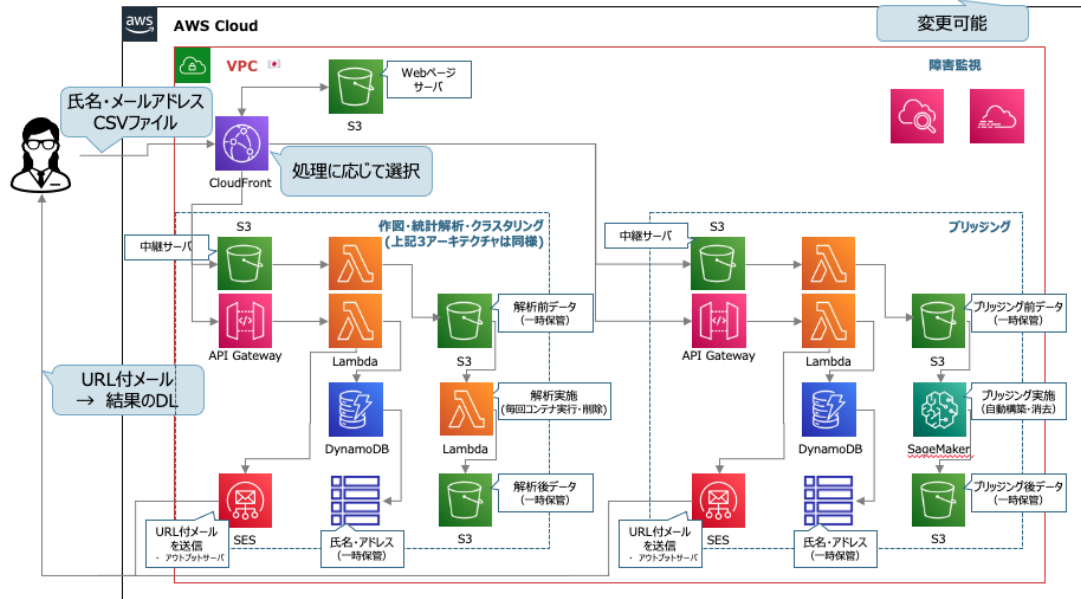 aws
AWS Cloud
変更可能
VPC
障害監視
Webページ
サーバ
S3
氏名・メールアドレス
CSVファイル
CloudFront
処理に応じて選択
作図・統計解析・クラスタリング
(上記3アーキテクチャは同様)
中継サーバ
S3
API Gateway
Lambda
解析前データ
(一時保管)
S3
解析実施
(毎回コンテナ実行・削除)
DynamoDB
Lambda
解析後データ
(一時保管)
S3
URL付メール
→ 結果のDL
URL付メール
を送信
・ アウトプットサーバ
SES
氏名・アドレス
(一時保管)
ブリッジング
中継サーバ
S3
API Gateway
Lambda
ブリッジング前データ
(一時保管)
S3
ブリッジング実施
(自動構築・消去)
DynamoDB
SageMaker
ブリッジング後データ
(一時保管)
S3
URL付メール
を送信
・ アウトプットサーバ
SES
氏名・アドレス
(一時保管)